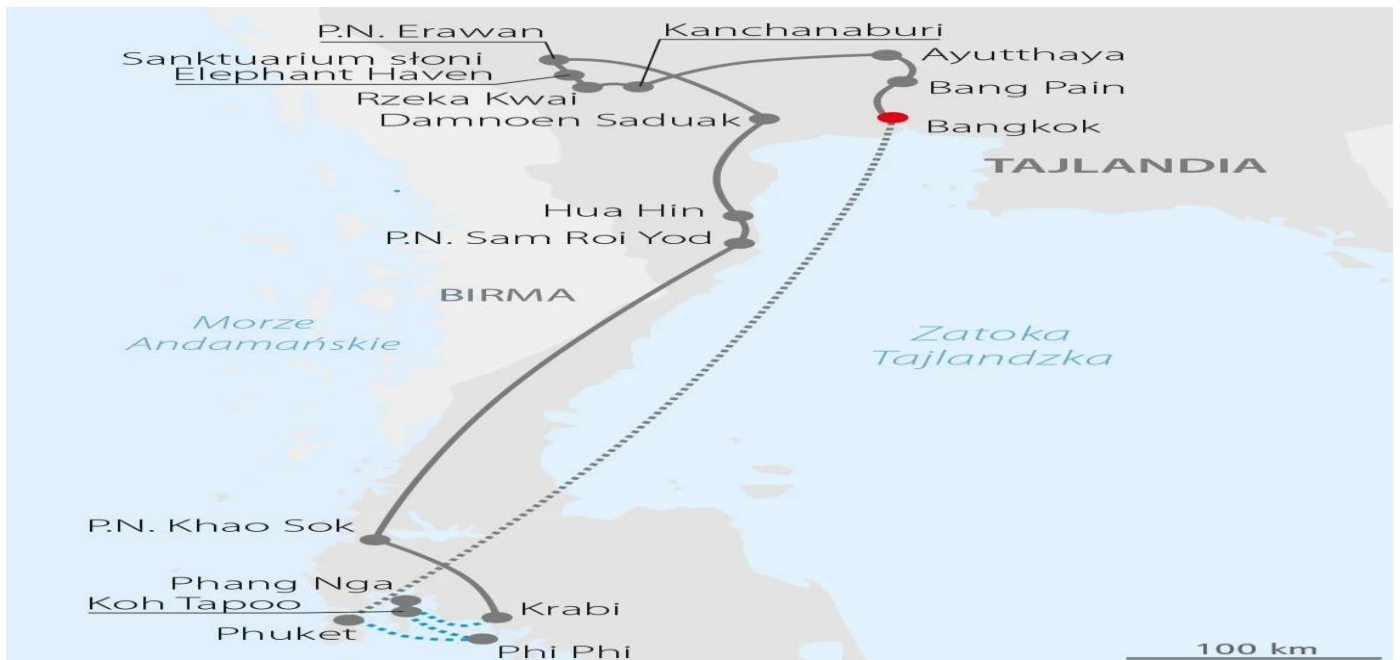 P.N. Erawan
Kanchanaburi
Sanktuarium słoni
Elephant Haven
Ayutthaya
Rzeka Kwai
Bang Pain
Damnoen Saduak
Bangkok
TAJLANDIA
Hua Hin
P.N. Sam Roi Yod
BIRMA
Morze
Andamańskie
Zatoka
Tajlandzka
P.N. Khao Sok
Phang Nga
Koh Tapoo
Krabi
Phuket
Phi Phi
100 km